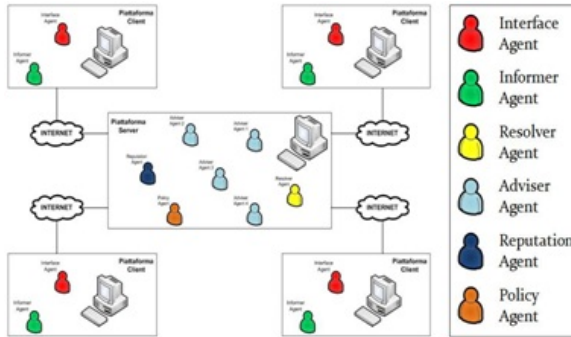 Piattaforma
Client
Interface
Agent
Informer
Agent
Piattaforma
Client
Interface
Agent
Informer
Agent
INTERNET
INTERNET
Piattaforma
Server
Adviser
Agent
Adviser
Agent
Reputation
Agent
Adviser
Agent
Resolver
Agent
Policy
Agent
Adviser
Agent
INTERNET
INTERNET
Interface
Agent
Informer
Agent
Piattaforma
Client
Interface
Agent
Informer
Agent
Piattaforma
Client
Interface
Agent
Informer
Agent
Resolver
Agent
Adviser
Agent
Reputation
Agent
Policy
Agent